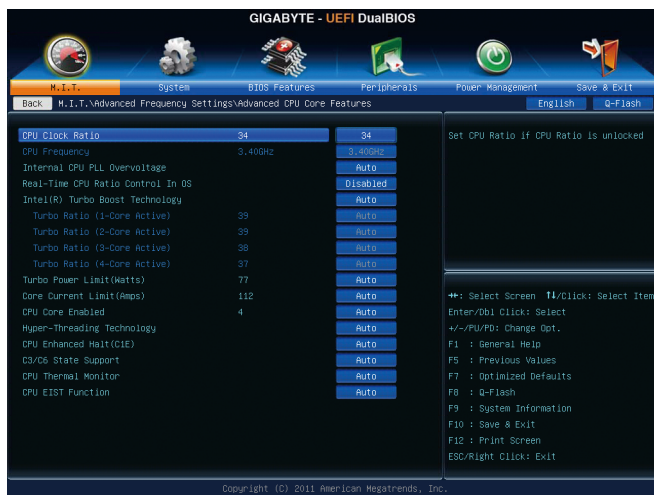 GIGABYTE - UEFI DualBIOS
M.I.T. System BIOS Features Peripherals Power Management Save & Exit
Back M.I.T.\Advanced Frequency Settings\Advanced CPU Core Features English Q-Flash
CPU Clock Ratio 34 34
Set CPU Ratio if CPU Ratio is unlocked
CPU Frequency 3.40GHz 3.40GHz
Internal CPU PLL Overvoltage Auto
Real-Time CPU Ratio Control In OS Disabled
Intel(R) Turbo Boost Technology Auto
Turbo Ratio (1-Core Active) 39 Auto
Turbo Ratio (2-Core Active) 39 Auto
Turbo Ratio (3-Core Active) 38 Auto
Turbo Ratio (4-Core Active) 37 Auto
Turbo Power Limit(Watts) 77 Auto
Core Current Limit(Amps) 112 Auto
CPU Core Enabled 4 Auto
Hyper-Threading Technology Auto
CPU Enhanced Halt(C1E) Auto
C3/C6 State Support Auto
CPU Thermal Monitor Auto
CPU EIST Function Auto
→←: Select Screen ↑↓/Click: Select Item
Enter/Dbl Click: Select
+/-/PU/PD: Change Opt.
F1 : General Help
F5 : Previous Values
F7 : Optimized Defaults
F8 : Q-Flash
F9 : System Information
F10 : Save & Exit
F12 : Print Screen
ESC/Right Click: Exit
Copyright (C) 2011 American Megatrends, Inc.